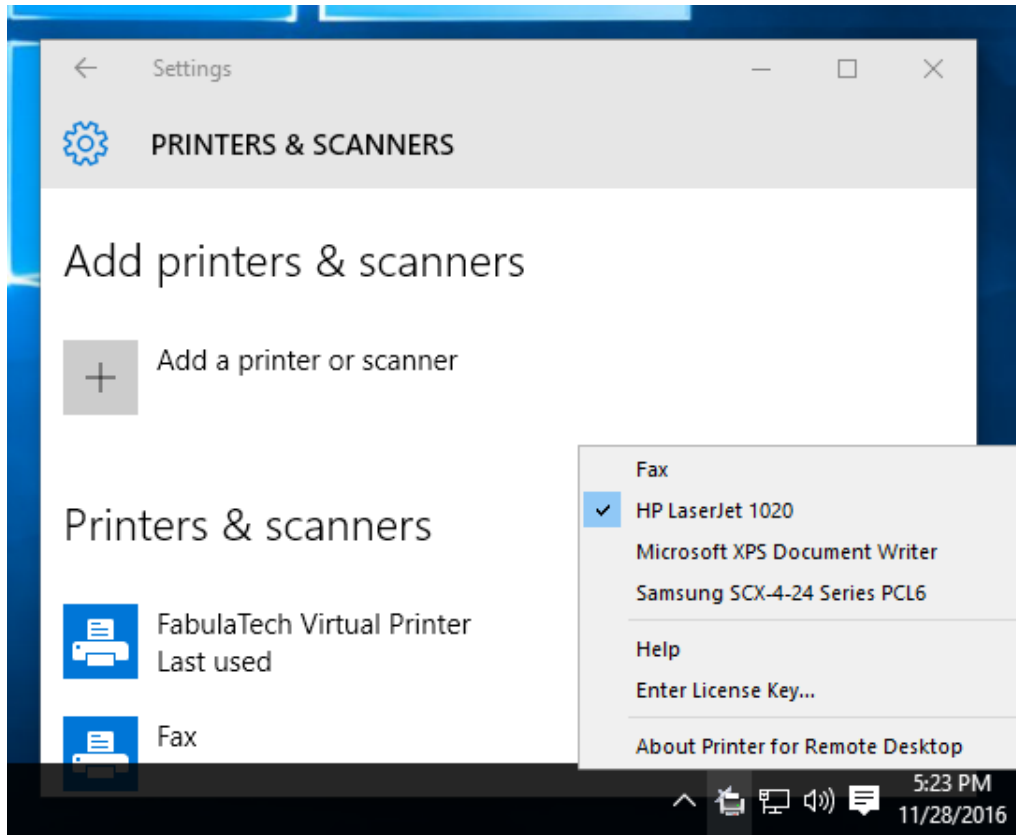 Settings
PRINTERS & SCANNERS
Add printers & scanners
Add a printer or scanner
Printers & scanners
FabulaTech Virtual Printer
Last used
Fax
Fax
HP LaserJet 1020
Microsoft XPS Document Writer
Samsung SCX-4-24 Series PCL6
Help
Enter License Key...
About Printer for Remote Desktop
5:23 PM
11/28/2016